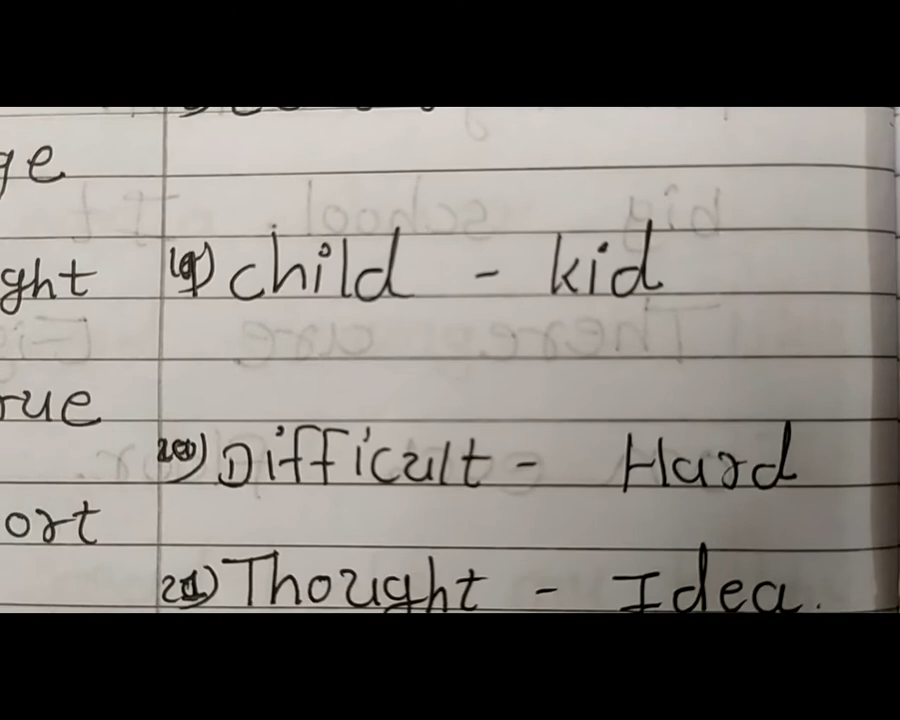 ge
ght 19) child - kid
rue
20) Difficult - Hard
ort
21) Thought - Idea.